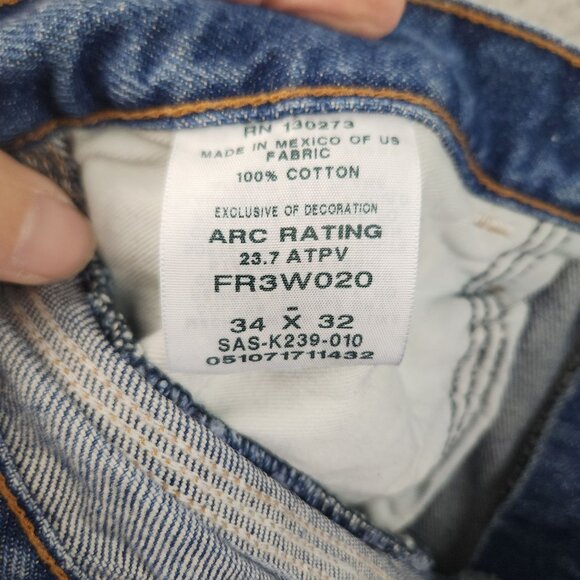 RN 130273
MADE IN MEXICO OF US
FABRIC
100% COTTON
EXCLUSIVE OF DECORATION
ARC RATING
23.7 ATPV
FR3W020
-
34 X 32
SAS-K239-010
051071711432